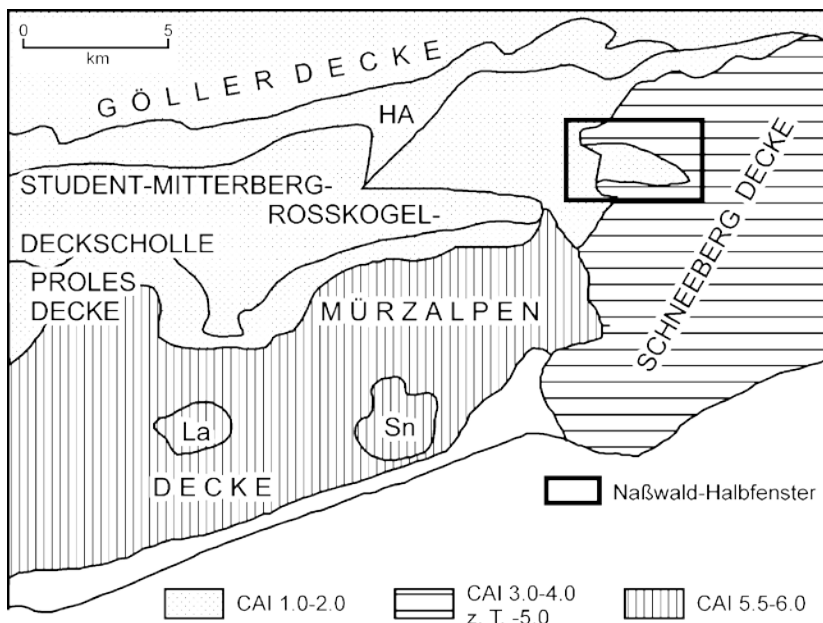 0 5
km
GÖLLER DECKE
HA
STUDENT-MITTERBERG-
ROSSKOGEL-
DECKSCHOLLE
PROLES
DECKE
MÜRZALPEN
SCHNEEBERG DECKE
La
Sn
DECKE
Naßwald-Halbfenster
CAI 1.0-2.0
CAI 3.0-4.0
z. T. -5.0
CAI 5.5-6.0